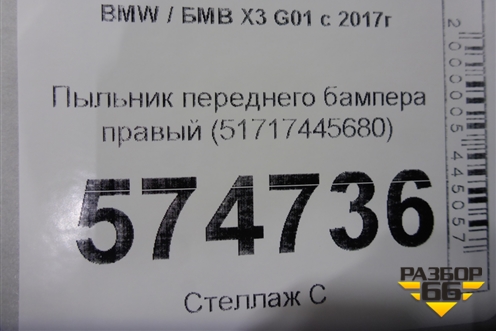 BMW / БМВ X3 G01 с 2017г
Пыльник переднего бампера
правый (51717445680)
574736
Стеллаж С
2000005445057
РАЗБОР
66